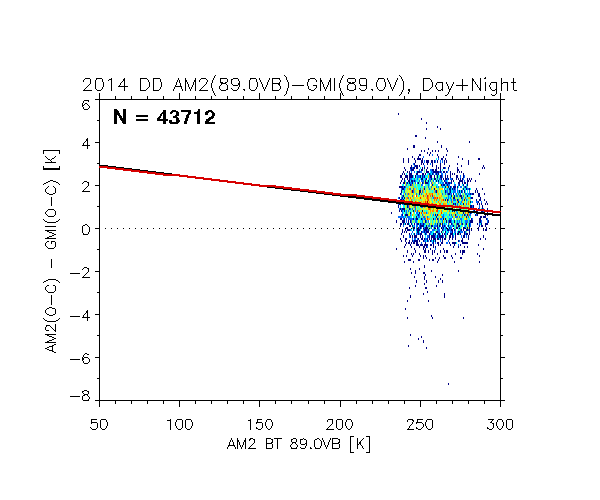 2014 DD AM2(89.0VB)−GMI(89.0V), Day+Night
N = 43712
6
4
2
0
−2
−4
−6
−8
AM2(O−C) − GMI(O−C) [K]
50 100 150 200 250 300
AM2 BT 89.0VB [K]